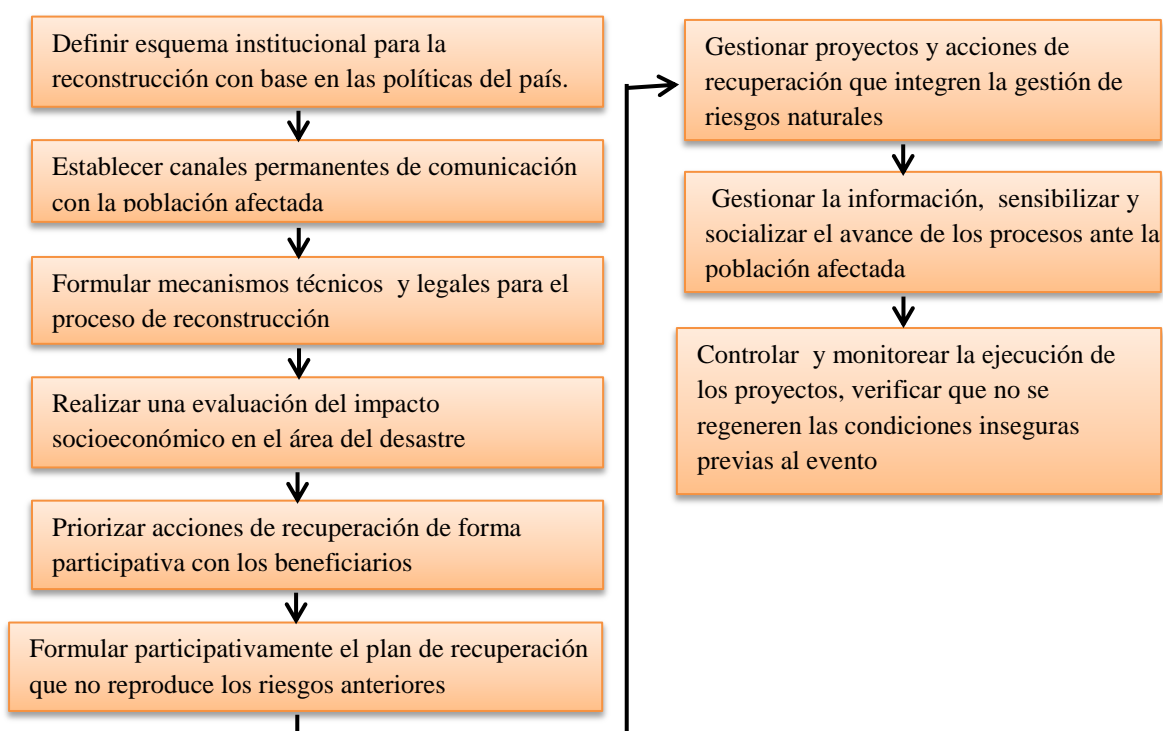 Definir esquema institucional para la
reconstrucción con base en las políticas del país.
Establecer canales permanentes de comunicación
con la población afectada
Formular mecanismos técnicos  y legales para el
proceso de reconstrucción
Realizar una evaluación del impacto
socioeconómico en el área del desastre
Priorizar acciones de recuperación de forma
participativa con los beneficiarios
Formular participativamente el plan de recuperación
que no reproduce los riesgos anteriores
Gestionar proyectos y acciones de
recuperación que integren la gestión de
riesgos naturales
Gestionar la información,  sensibilizar y
socializar el avance de los procesos ante la
población afectada
Controlar  y monitorear la ejecución de
los proyectos, verificar que no se
regeneren las condiciones inseguras
previas al evento